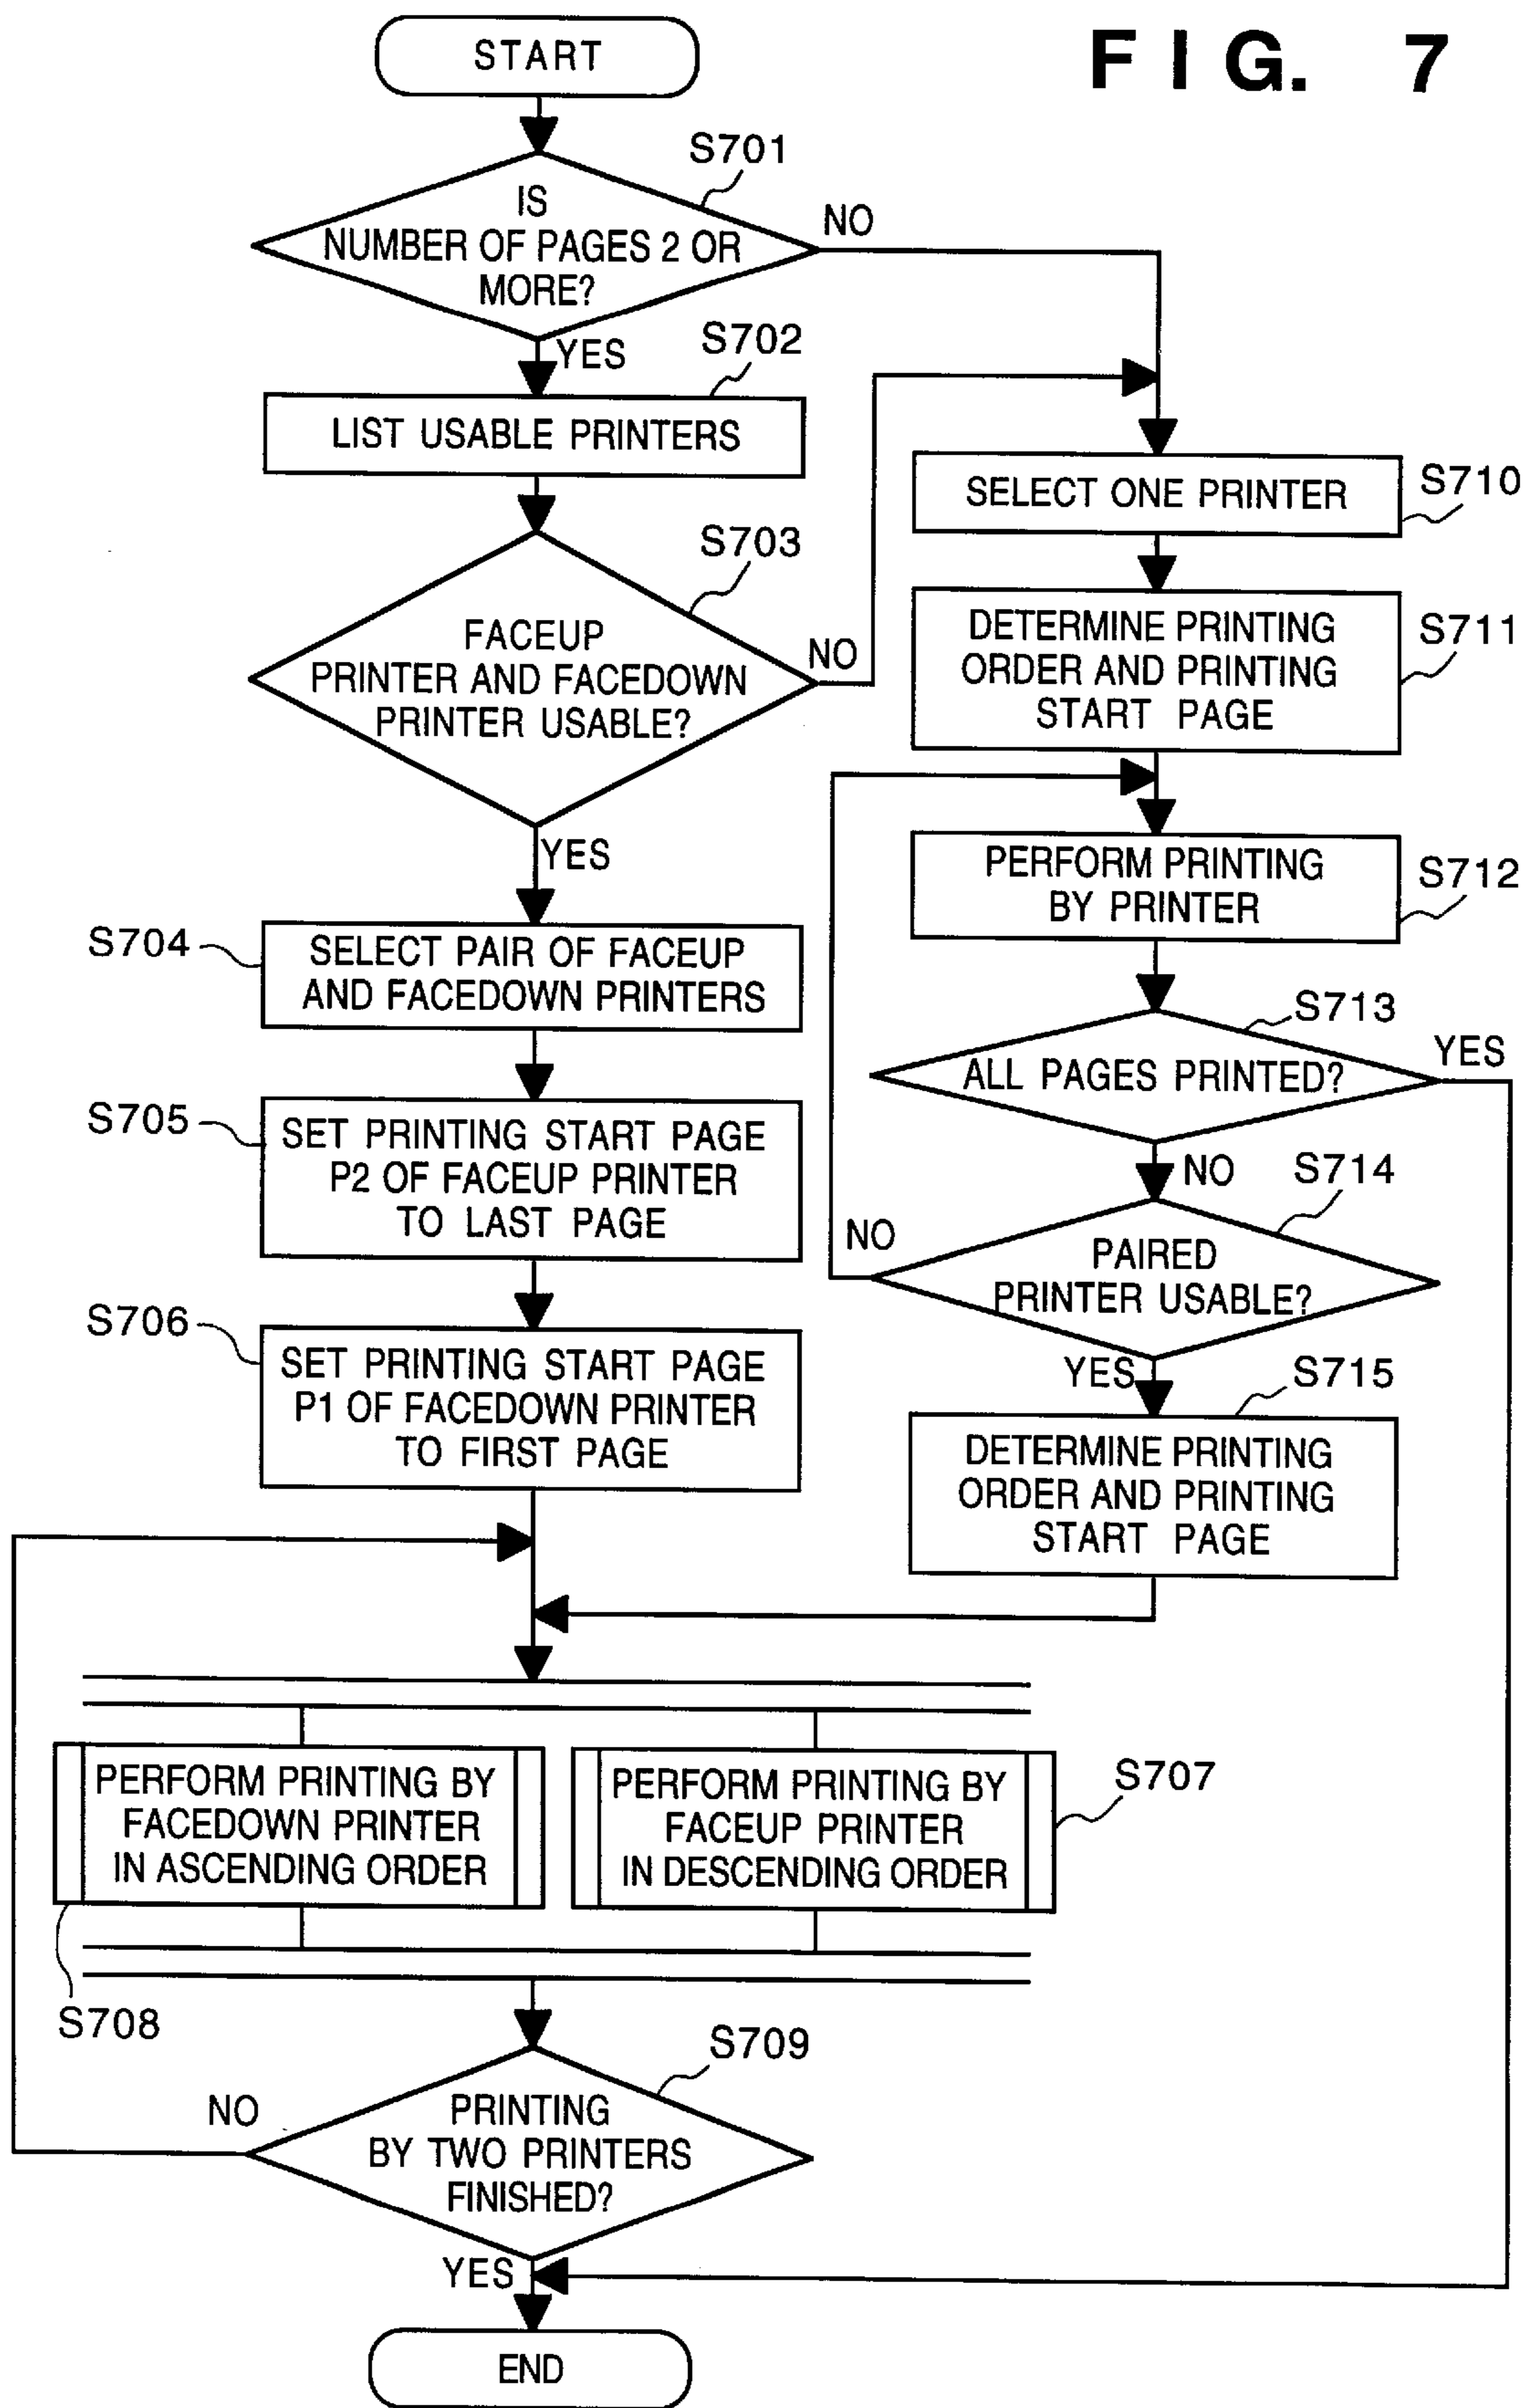 FIG. 7
START
S701
IS
NUMBER OF PAGES 2 OR
MORE?
NO
YES
S702
LIST USABLE PRINTERS
S703
FACEUP
PRINTER AND FACEDOWN
PRINTER USABLE?
NO
YES
S704
SELECT PAIR OF FACEUP
AND FACEDOWN PRINTERS
S705
SET PRINTING START PAGE
P2 OF FACEUP PRINTER
TO LAST PAGE
S706
SET PRINTING START PAGE
P1 OF FACEDOWN PRINTER
TO FIRST PAGE
SELECT ONE PRINTER
S710
DETERMINE PRINTING
ORDER AND PRINTING
START PAGE
S711
PERFORM PRINTING
BY PRINTER
S712
S713
ALL PAGES PRINTED?
YES
NO
S714
PAIRED
PRINTER USABLE?
NO
YES
S715
DETERMINE PRINTING
ORDER AND PRINTING
START PAGE
PERFORM PRINTING BY
FACEDOWN PRINTER
IN ASCENDING ORDER
S708
PERFORM PRINTING BY
FACEUP PRINTER
IN DESCENDING ORDER
S707
S709
PRINTING
BY TWO PRINTERS
FINISHED?
NO
YES
END